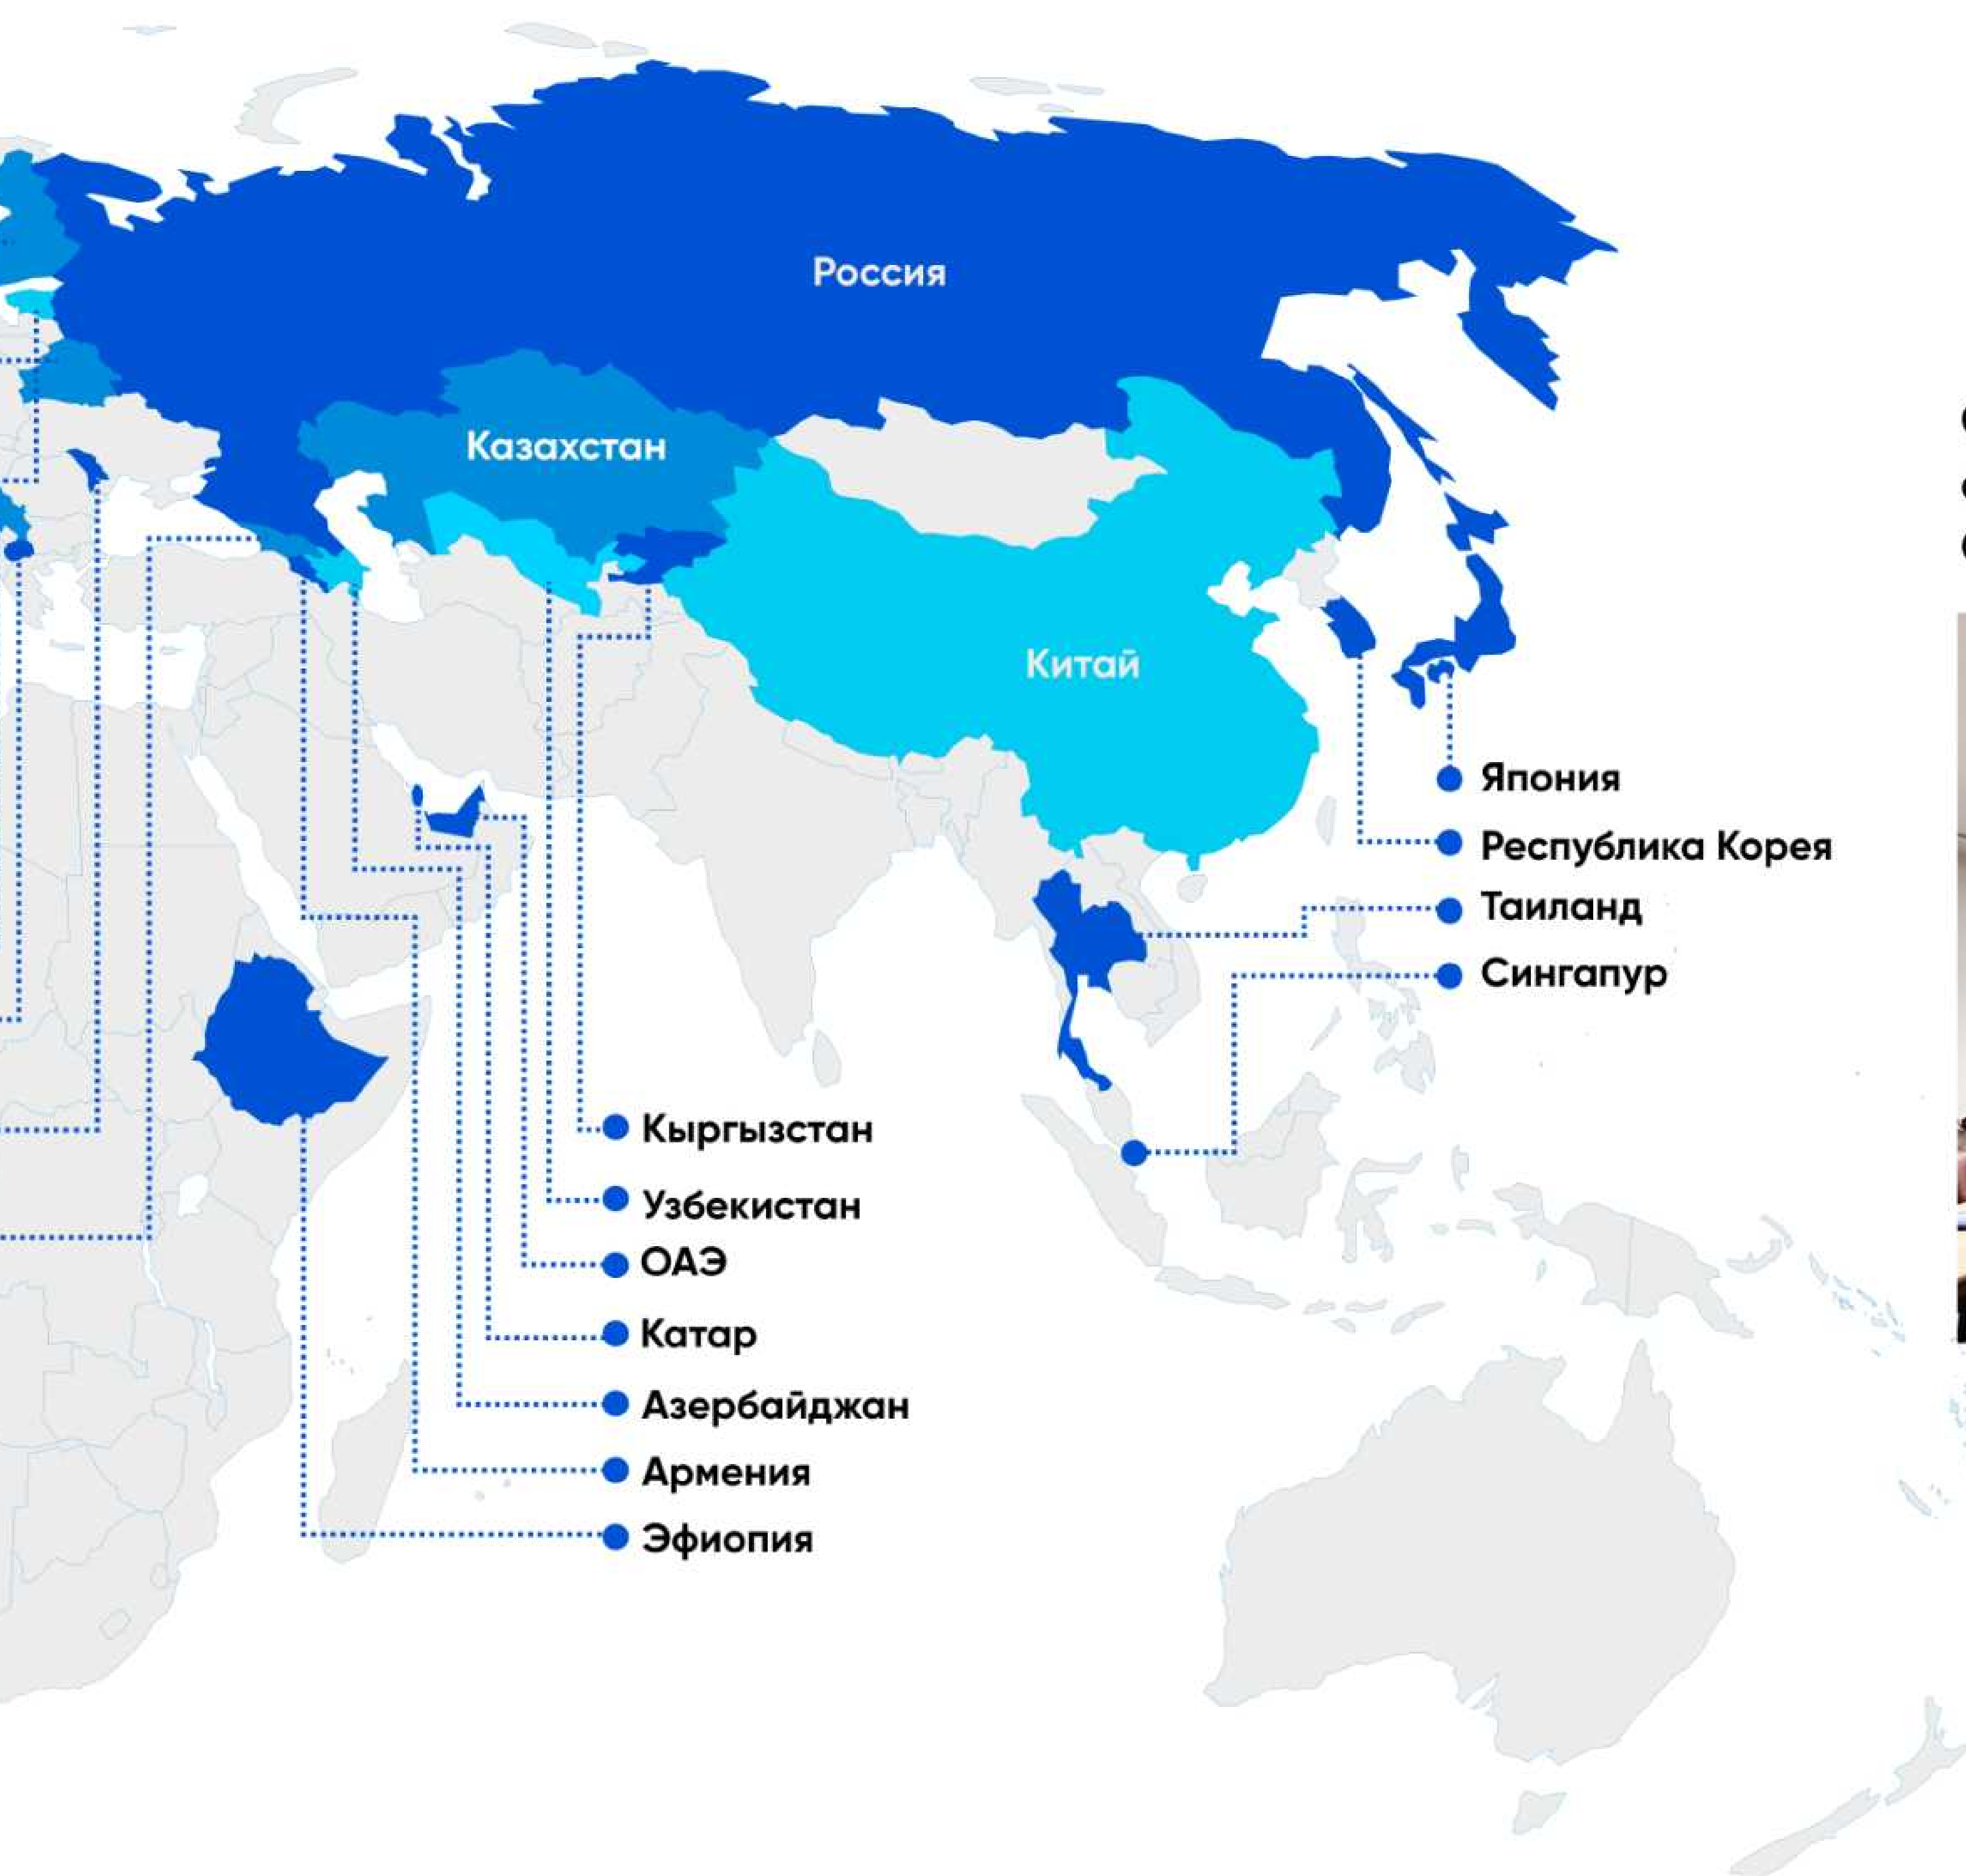 Россия
Казахстан
Китай
Япония
Республика Корея
Таиланд
Сингапур
Кыргызстан
Узбекистан
ОАЭ
Катар
Азербайджан
Армения
Эфиопия